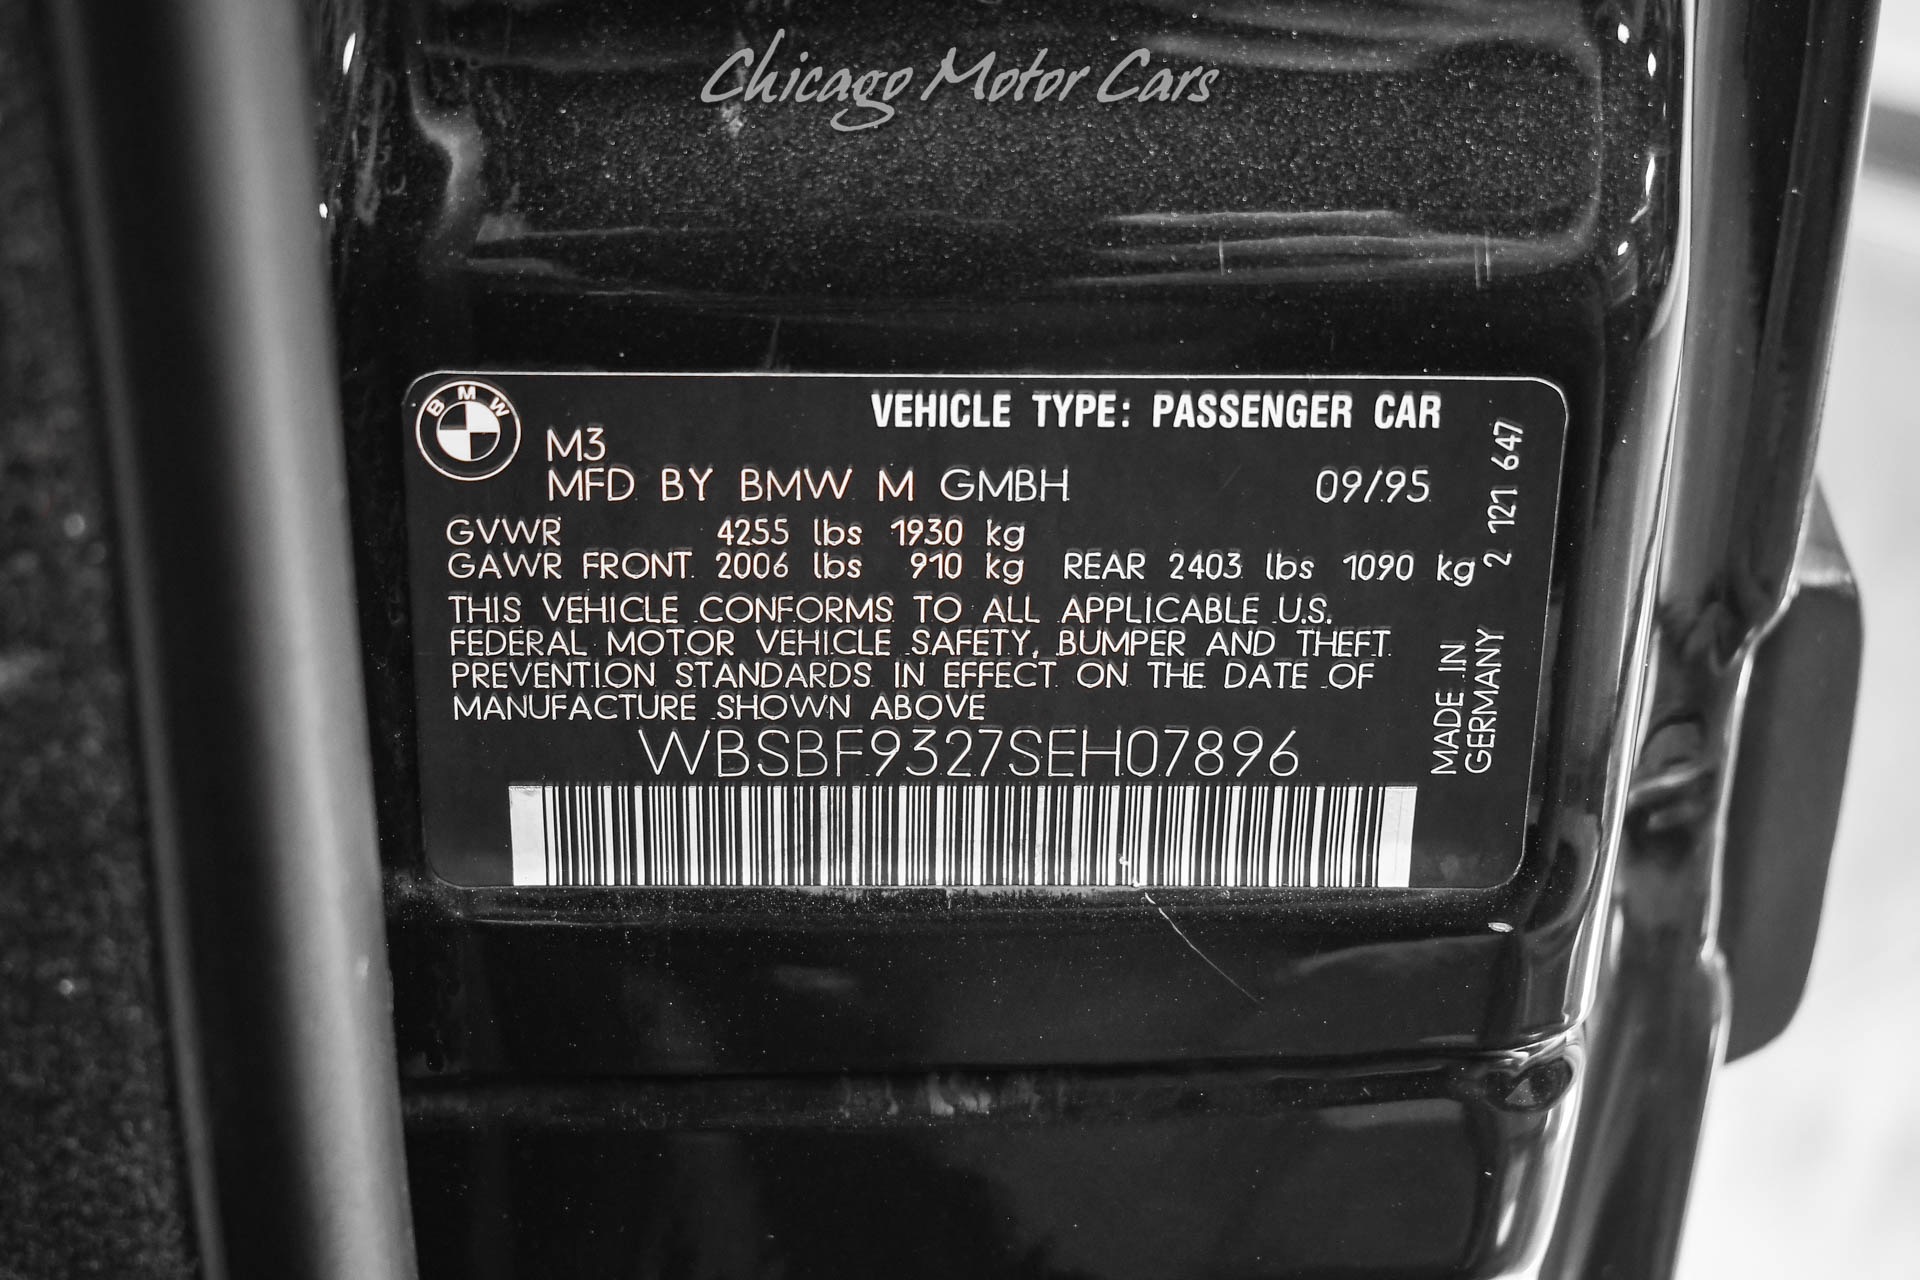 Chicago Motor Cars
BMW
VEHICLE TYPE: PASSENGER CAR
M3
MFD BY BMW M GMBH 09/95
GVWR 4255 lbs 1930 kg
GAWR FRONT 2006 lbs 910 kg REAR 2403 lbs 1090 kg
THIS VEHICLE CONFORMS TO ALL APPLICABLE U.S.
FEDERAL MOTOR VEHICLE SAFETY, BUMPER AND THEFT
PREVENTION STANDARDS IN EFFECT ON THE DATE OF
MANUFACTURE SHOWN ABOVE
WBSBF9327SEH07896
MADE IN
GERMANY
2 121 647